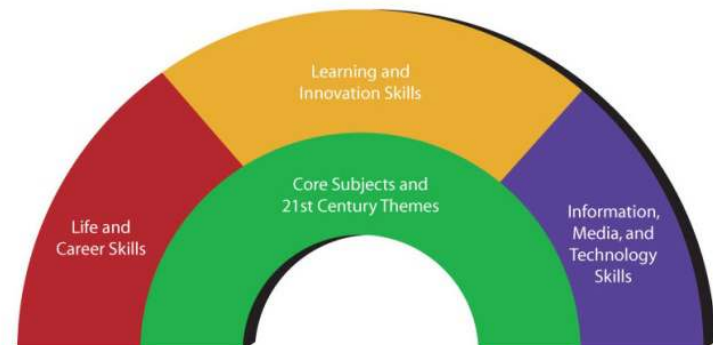 Learning and
Innovation Skills
Core Subjects and
21st Century Themes
Life and
Career Skills
Information,
Media, and
Technology
Skills